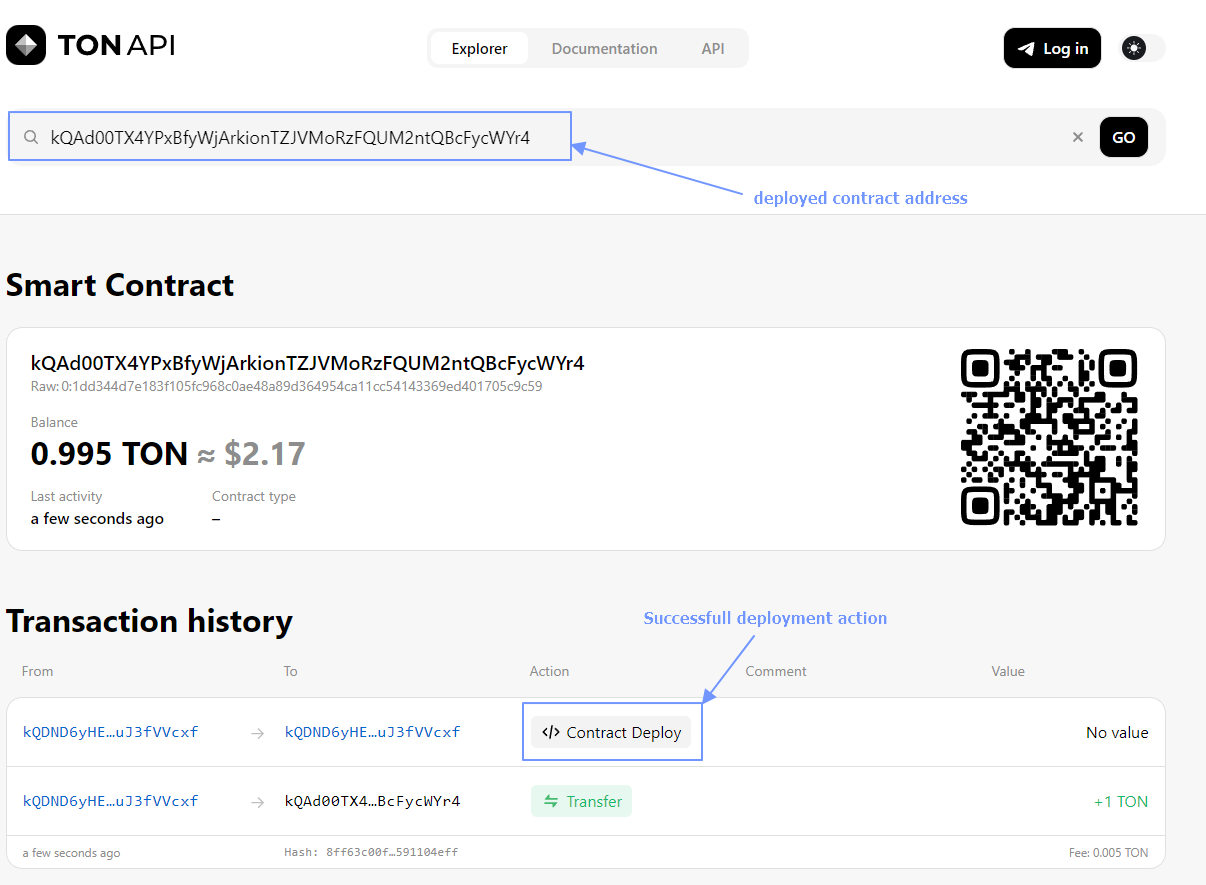 TON API
Explorer
Documentation
API
Log in
kQAd00TX4YPxBfyWjArkionTZJVMoRzFQUM2ntQBcFycWYr4
GO
deployed contract address
Smart Contract
kQAd00TX4YPxBfyWjArkionTZJVMoRzFQUM2ntQBcFycWYr4
Raw: 0:1dd344d7e183f105fc968c0ae48a89d364954ca11cc54143369ed401705c9c59
Balance
0.995 TON ≈ $2.17
Last activity
Contract type
a few seconds ago
–
Transaction history
Successfull deployment action
From
To
Action
Comment
Value
kQDND6yHE…uJ3fVVcxf
→
kQDND6yHE…uJ3fVVcxf
</> Contract Deploy
No value
kQDND6yHE…uJ3fVVcxf
→
kQAd00TX4…BcFycWYr4
Transfer
+1 TON
a few seconds ago
Hash: 8ff63c00f…591104eff
Fee: 0.005 TON